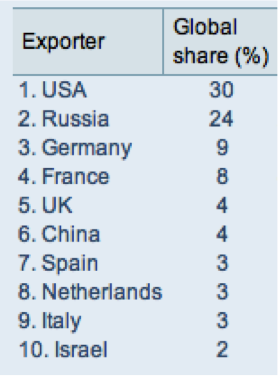 Exporter Global share (%)
1. USA 30
2. Russia 24
3. Germany 9
4. France 8
5. UK 4
6. China 4
7. Spain 3
8. Netherlands 3
9. Italy 3
10. Israel 2